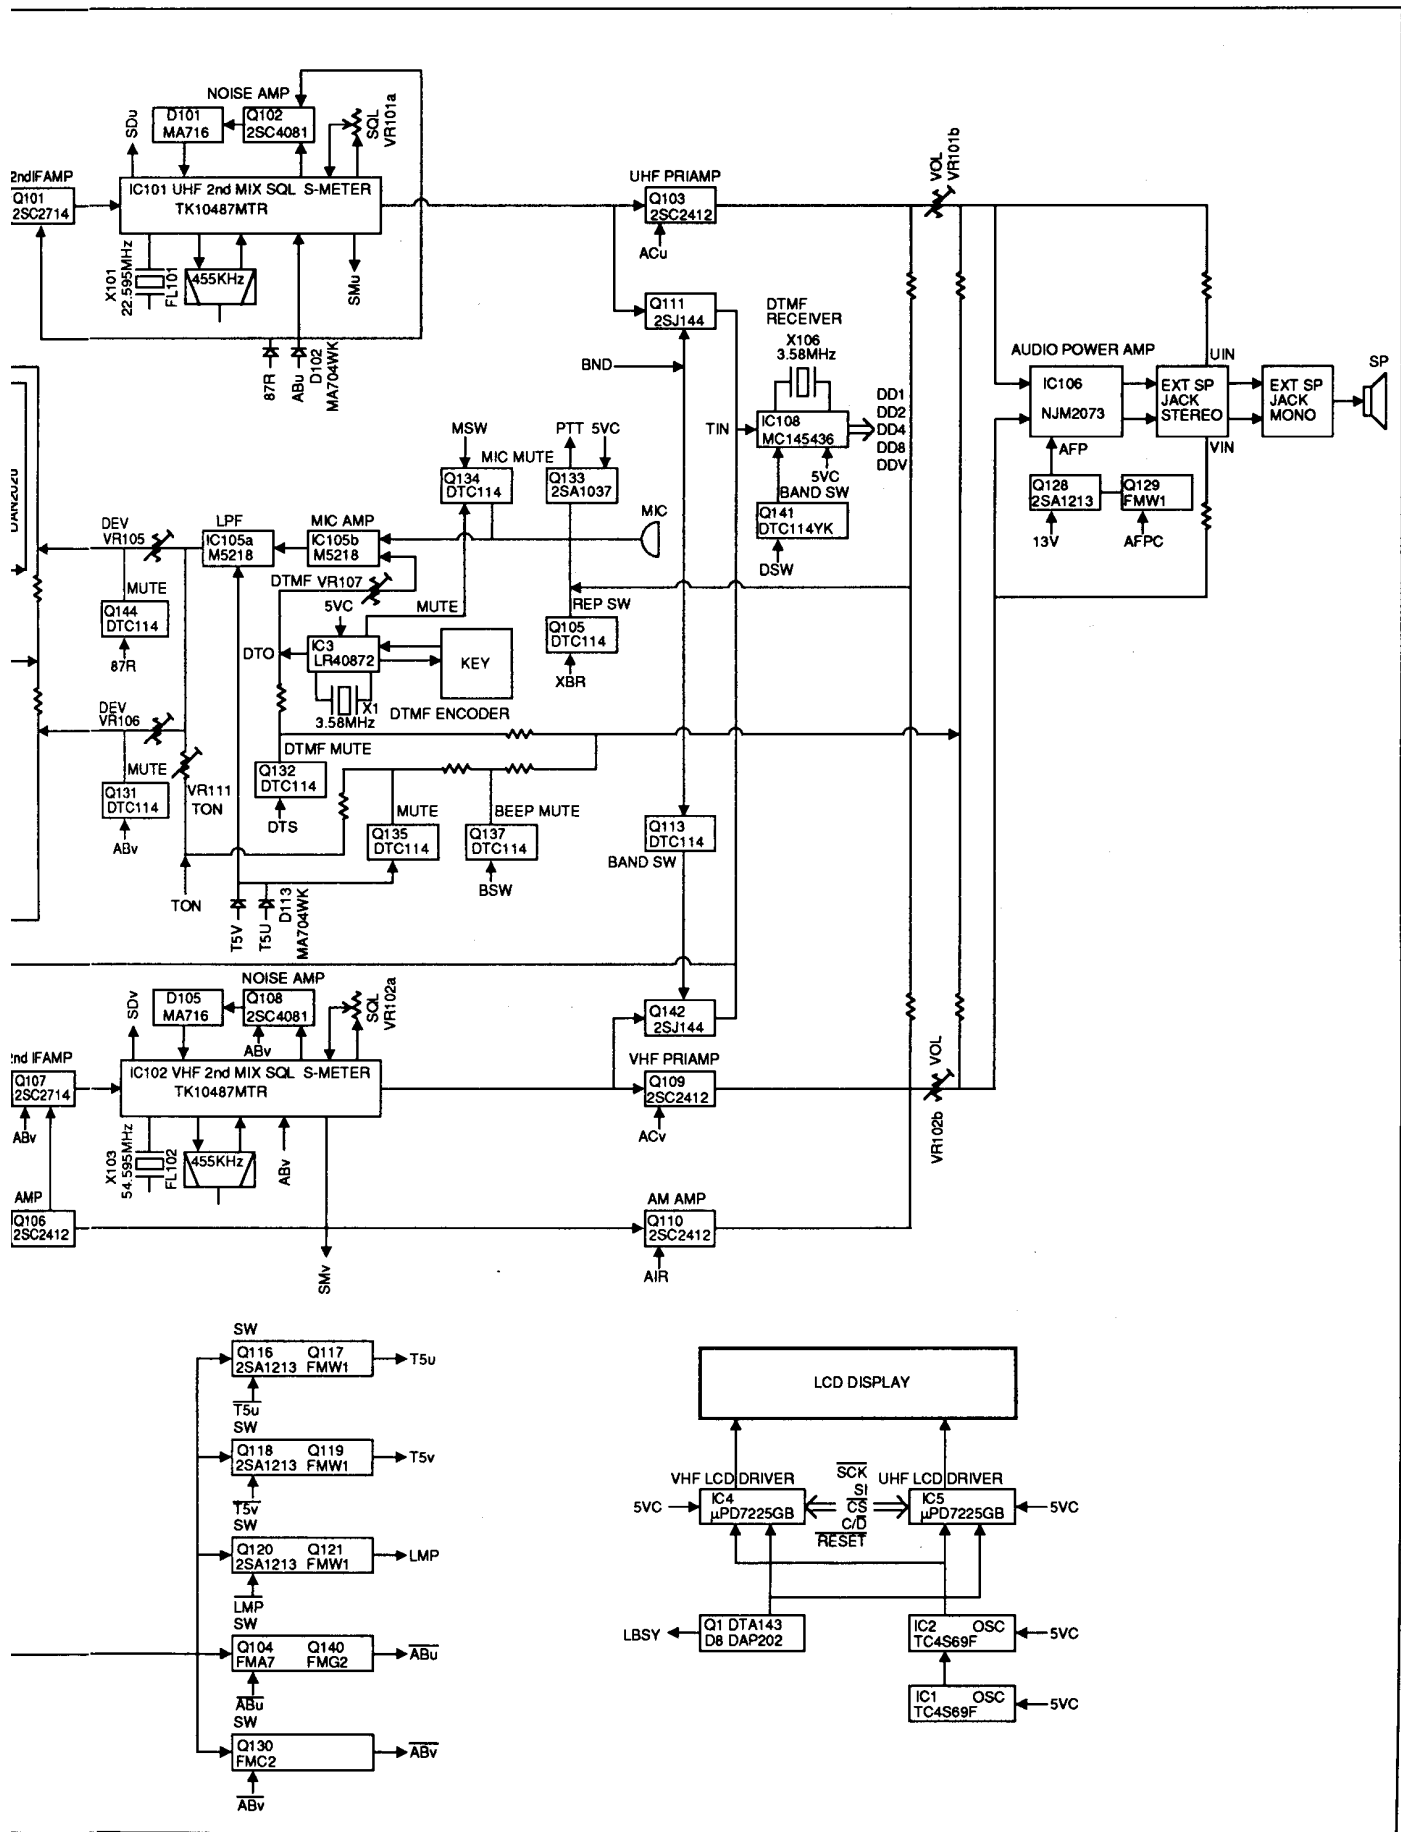 NOISE AMP
D101
MA716
Q102
2SC4081
SDu
SQL
VR101a
2ndIFAMP
Q101
2SC2714
IC101 UHF 2nd MIX SQL S-METER
TK10487MTR
X101
22.595MHz
FL101
455KHz
SMu
87R
ABu
D102
MA704WK
UHF PRIAMP
Q103
2SC2412
ACu
VOL
VR101b
Q111
2SJ144
BND
DTMF
RECEIVER
X106
3.58MHz
TIN
IC108
MC145436
DD1
DD2
DD4
DD8
DDV
5VC
BAND SW
Q141
DTC114YK
DSW
AUDIO POWER AMP
IC106
NJM2073
AFP
Q128
2SA1213
Q129
FMW1
13V
AFPC
UIN
EXT SP
JACK
STEREO
VIN
EXT SP
JACK
MONO
SP
DAN202U
MSW
MIC MUTE
Q134
DTC114
PTT 5VC
Q133
2SA1037
MIC
DEV
VR105
LPF
IC105a
M5218
MIC AMP
IC105b
M5218
MUTE
Q144
DTC114
87R
DTMF VR107
5VC
MUTE
DTO
IC3
LR40872
KEY
X1
3.58MHz
DTMF ENCODER
REP SW
Q105
DTC114
XBR
DEV
VR106
MUTE
Q131
DTC114
ABv
VR111
TON
DTMF MUTE
Q132
DTC114
DTS
MUTE
Q135
DTC114
BEEP MUTE
Q137
DTC114
BSW
Q113
DTC114
BAND SW
TON
T5V
T5U
D113
MA704WK
NOISE AMP
SDv
D105
MA716
Q108
2SC4081
ABv
SQL
VR102a
2nd IFAMP
Q107
2SC2714
ABv
IC102 VHF 2nd MIX SQL S-METER
TK10487MTR
X103
54.595MHz
FL102
455KHz
ABv
SMv
Q142
2SJ144
VHF PRIAMP
Q109
2SC2412
ACv
VOL
VR102b
AMP
Q106
2SC2412
AM AMP
Q110
2SC2412
AIR
SW
Q116 Q117
2SA1213 FMW1
T5u
T5u
SW
Q118 Q119
2SA1213 FMW1
T5v
T5v
SW
Q120 Q121
2SA1213 FMW1
LMP
LMP
SW
Q104 Q140
FMA7 FMG2
ABu
ABu
SW
Q130
FMC2
ABv
ABv
LCD DISPLAY
VHF LCD DRIVER
IC4
µPD7225GB
5VC
SCK
SI
CS
C/D
RESET
UHF LCD DRIVER
IC5
µPD7225GB
5VC
LBSY
Q1 DTA143
D8 DAP202
IC2 OSC
TC4S69F
5VC
IC1 OSC
TC4S69F
5VC